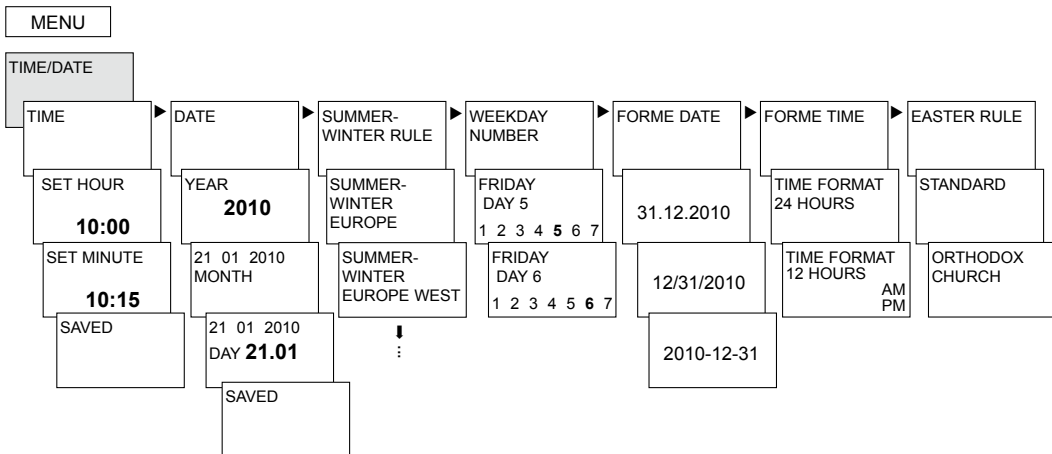 MENU
TIME/DATE
TIME
SET HOUR
10:00
SET MINUTE
10:15
SAVED
DATE
YEAR
2010
21 01 2010
MONTH
21 01 2010
DAY 21.01
SAVED
SUMMER-
WINTER RULE
SUMMER-
WINTER
EUROPE
SUMMER-
WINTER
EUROPE WEST
WEEKDAY
NUMBER
FRIDAY
DAY 5
1 2 3 4 5 6 7
FRIDAY
DAY 6
1 2 3 4 5 6 7
FORME DATE
31.12.2010
12/31/2010
2010-12-31
FORME TIME
TIME FORMAT
24 HOURS
TIME FORMAT
12 HOURS
AM
PM
EASTER RULE
STANDARD
ORTHODOX
CHURCH